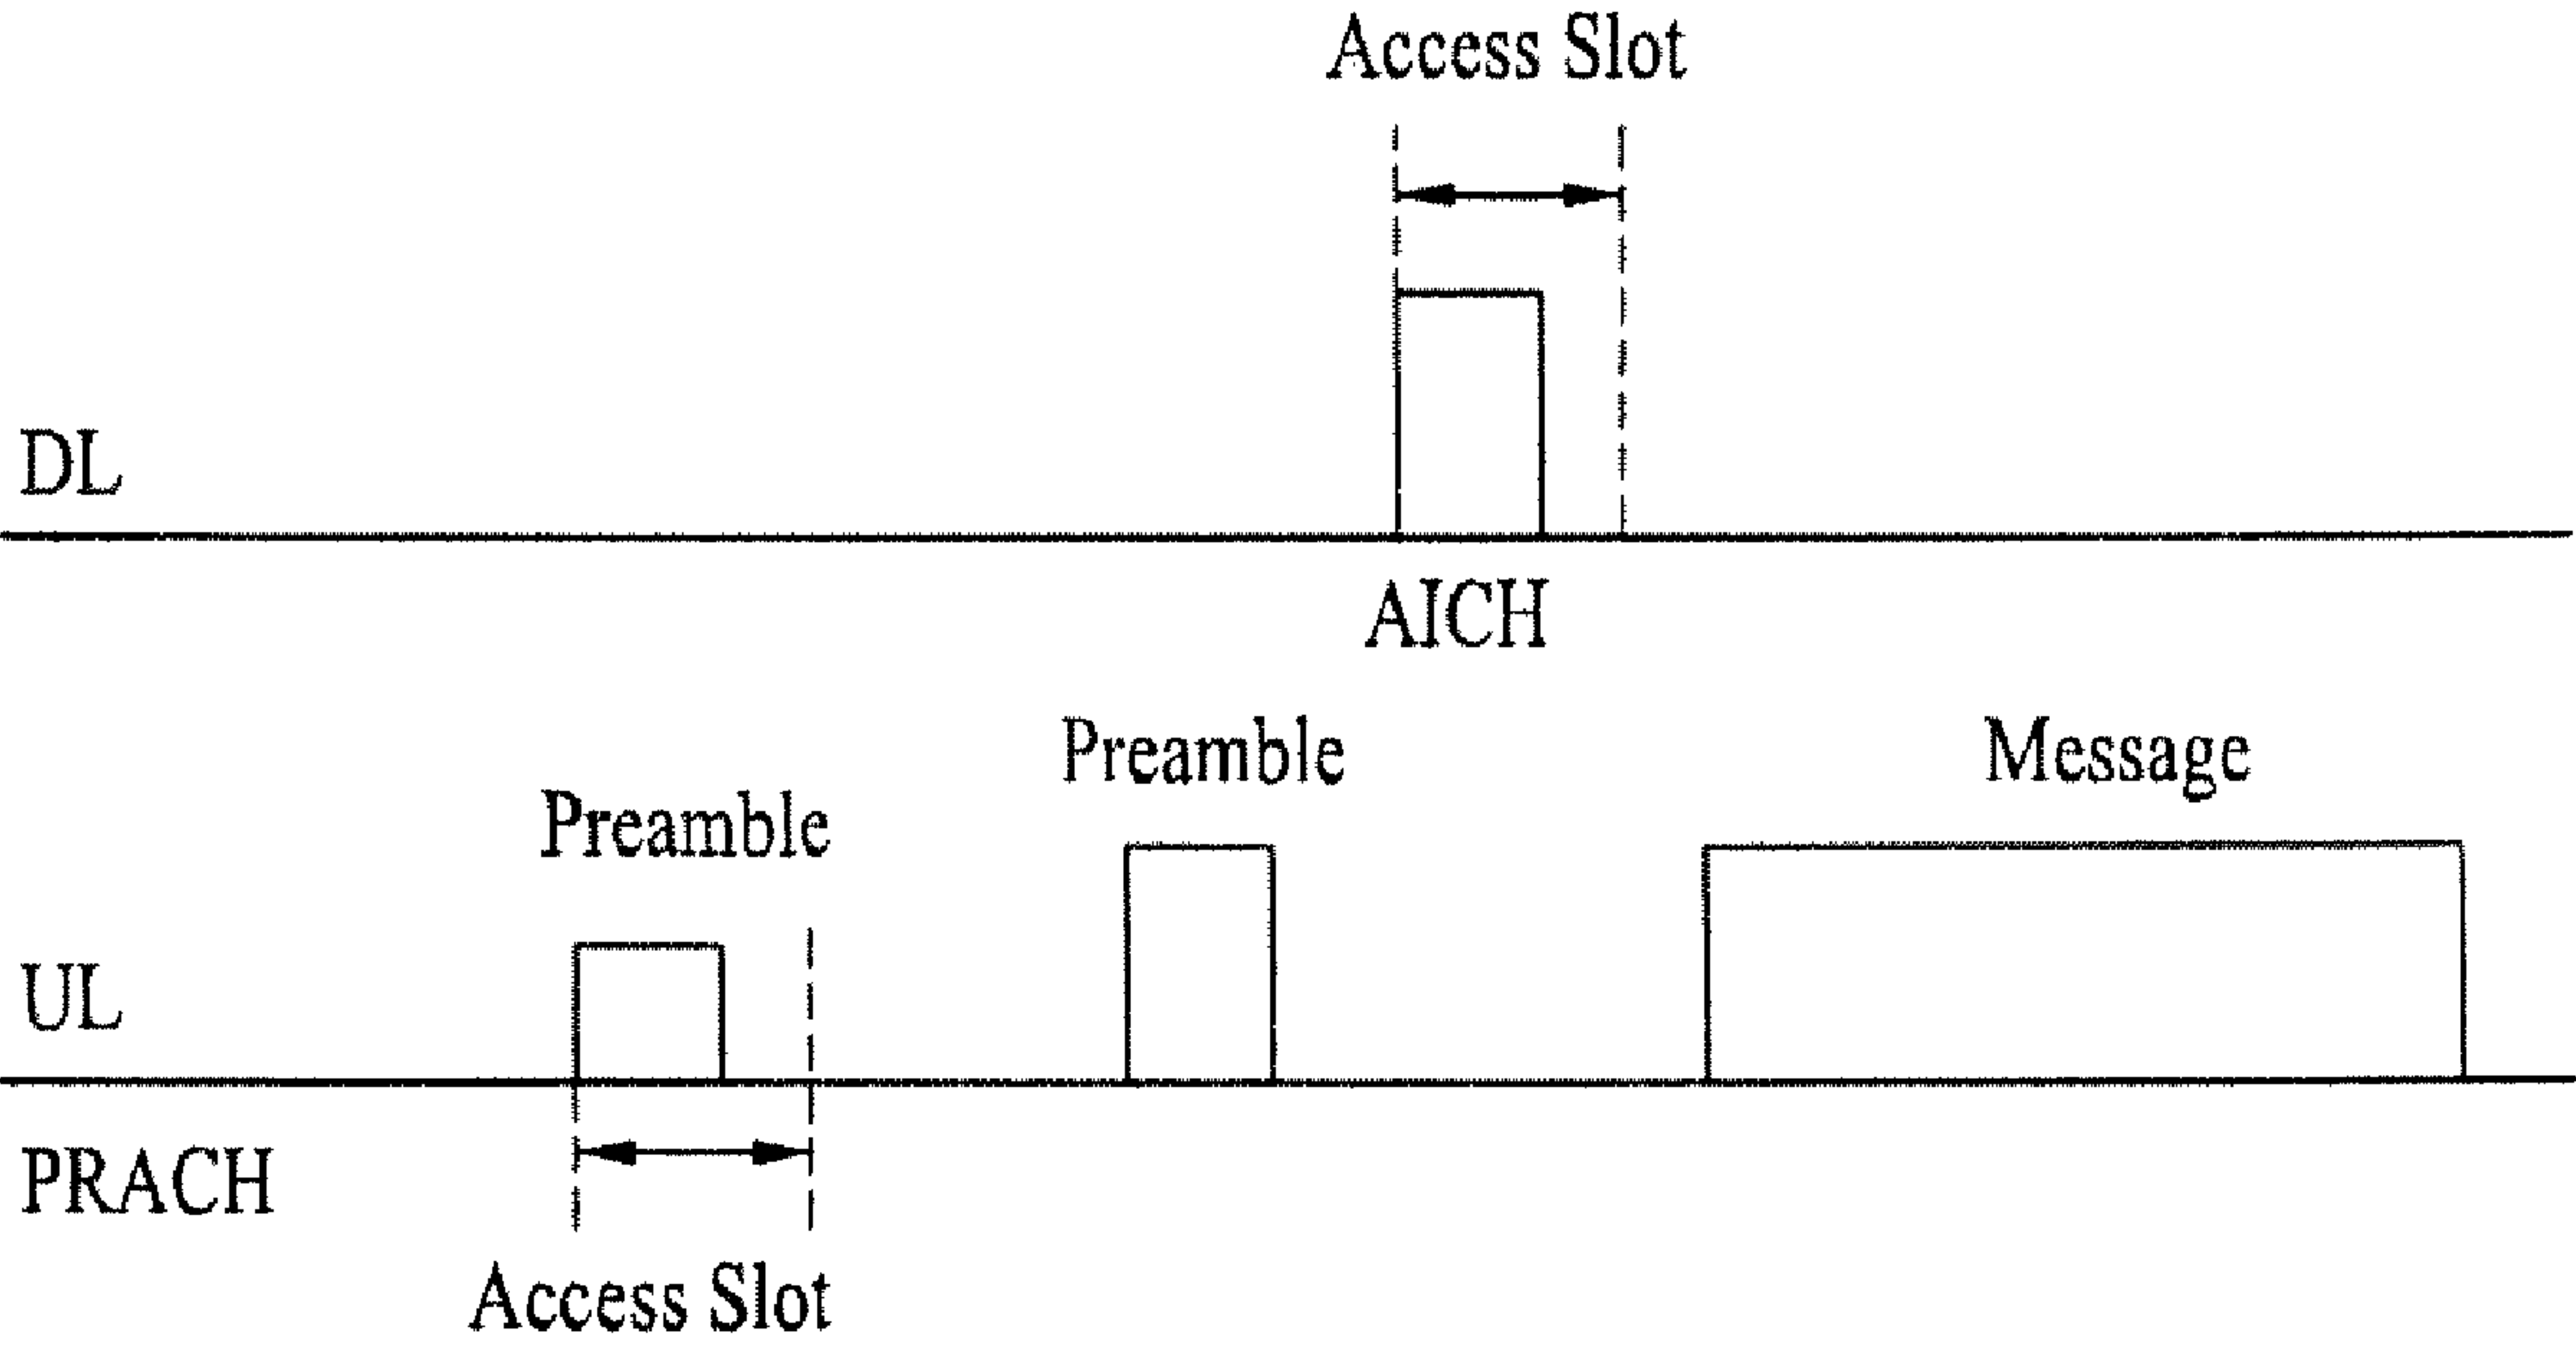 Access Slot
DL
AICH
Preamble
Message
Preamble
UL
PRACH
Access Slot